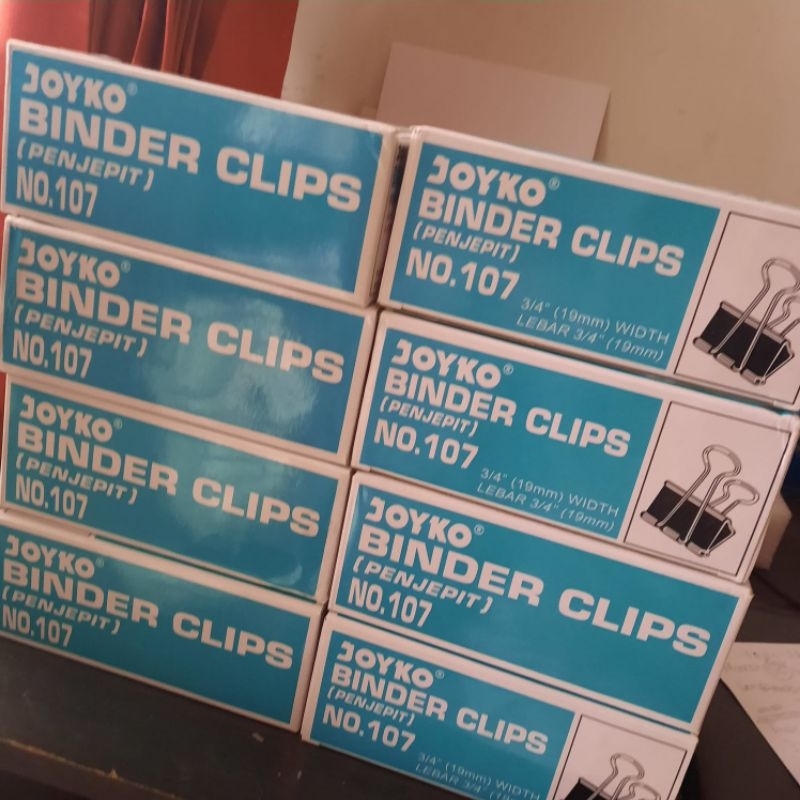 JOYKO®
BINDER CLIPS
(PENJEPIT)
NO.107
JOYKO®
BINDER CLIPS
(PENJEPIT)
NO.107
JOYKO®
BINDER CLIPS
(PENJEPIT)
NO.107
JOYKO®
BINDER CLIPS
(PENJEPIT)
NO.107
JOYKO®
BINDER CLIPS
(PENJEPIT)
NO.107
3/4" (19mm) WIDTH
LEBAR 3/4" (19mm)
JOYKO®
BINDER CLIPS
(PENJEPIT)
NO.107
3/4" (19mm) WIDTH
LEBAR 3/4" (19mm)
JOYKO®
BINDER CLIPS
(PENJEPIT)
NO.107
JOYKO®
BINDER CLIPS
(PENJEPIT)
NO.107
3/4" (19mm) WIDTH
LEBAR 3/4"